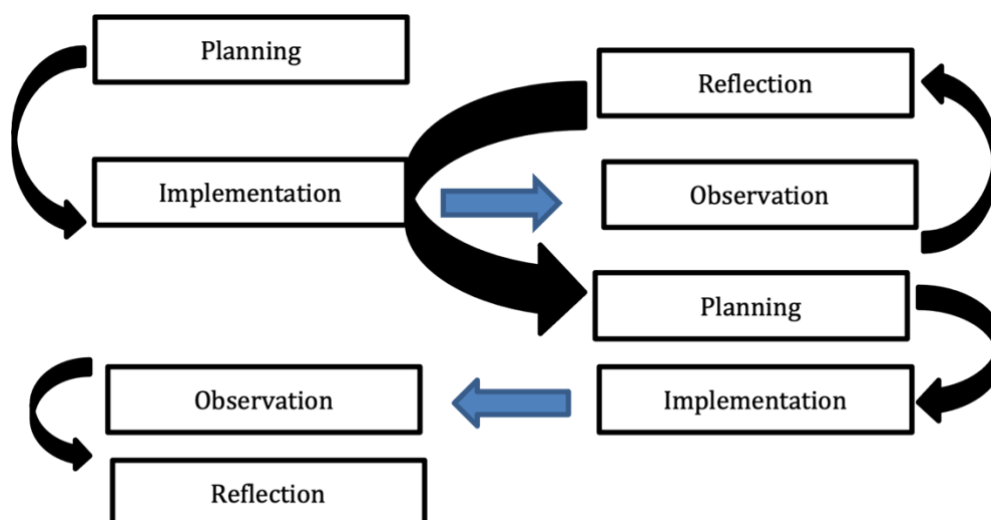 Planning
Implementation
Reflection
Observation
Planning
Implementation
Observation
Reflection